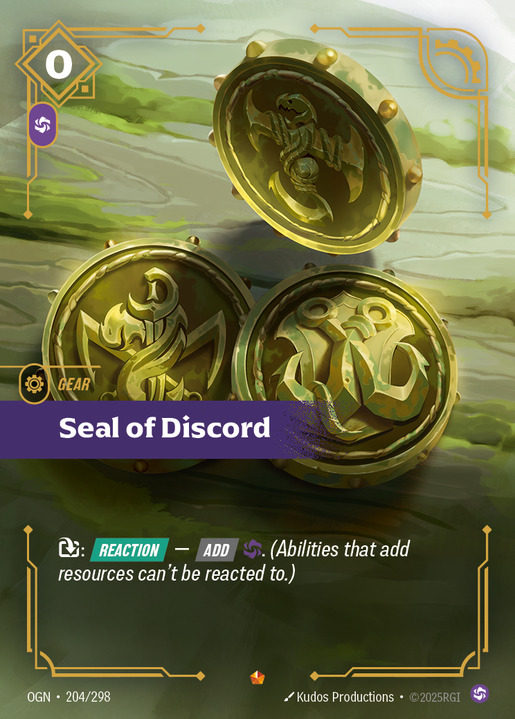 0
GEAR
Seal of Discord
: REACTION — ADD . (Abilities that add
resources can't be reacted to.)
OGN • 204/298
Kudos Productions • ©2025RGI